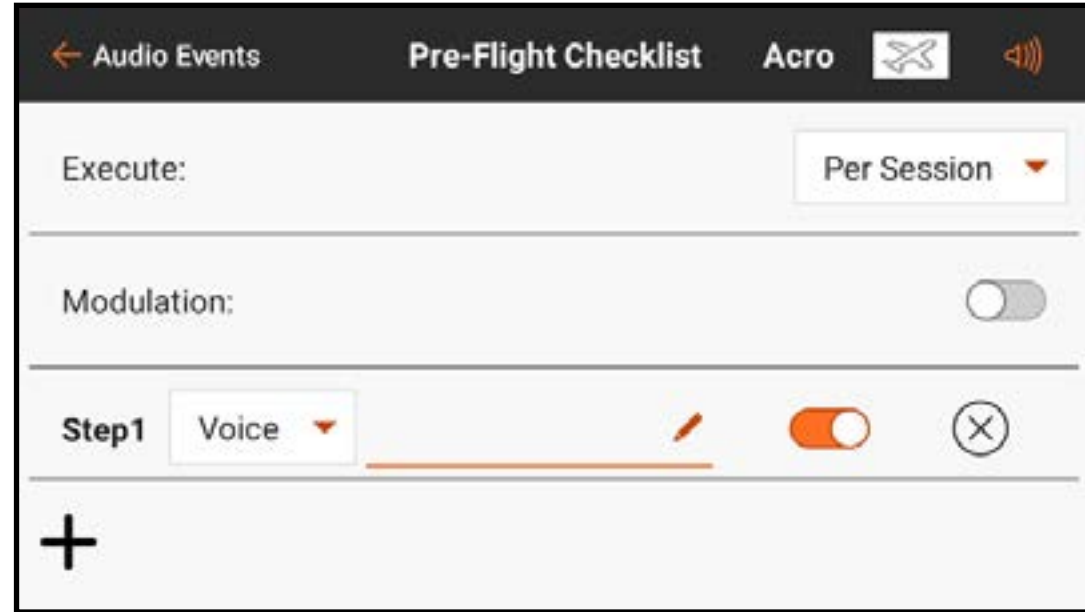 Audio Events Pre-Flight Checklist Acro
Execute: Per Session
Modulation:
Step1 Voice